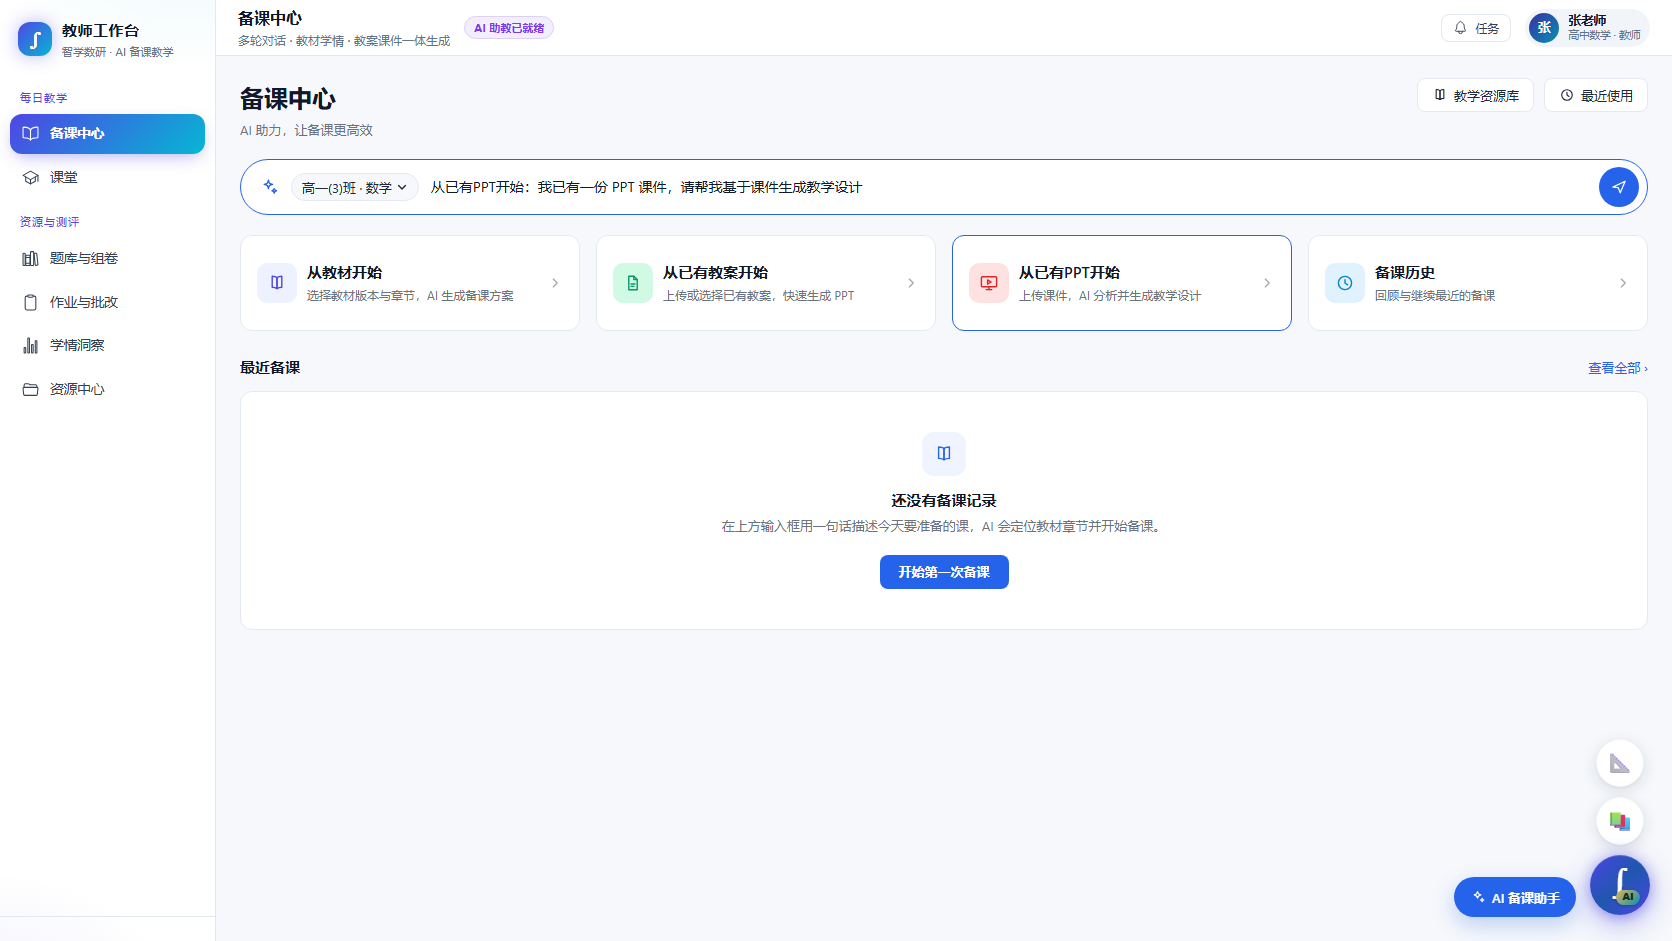 教师工作台
智学数研 · AI 备课教学
每日教学
备课中心
课堂
资源与测评
题库与组卷
作业与批改
学情洞察
资源中心
备课中心
多轮对话 · 教材学情 · 教案课件一体生成
AI 助教已就绪
任务
张
张老师
高中数学 · 教师
备课中心
AI 助力，让备课更高效
教学资源库
最近使用
高一(3)班 · 数学
从已有PPT开始：我已有一份 PPT 课件，请帮我基于课件生成教学设计
从教材开始
选择教材版本与章节，AI 生成备课方案
从已有教案开始
上传或选择已有教案，快速生成 PPT
从已有PPT开始
上传课件，AI 分析并生成教学设计
备课历史
回顾与继续最近的备课
最近备课
查看全部 ›
还没有备课记录
在上方输入框用一句话描述今天要准备的课，AI 会定位教材章节并开始备课。
开始第一次备课
AI 备课助手
∫
AI